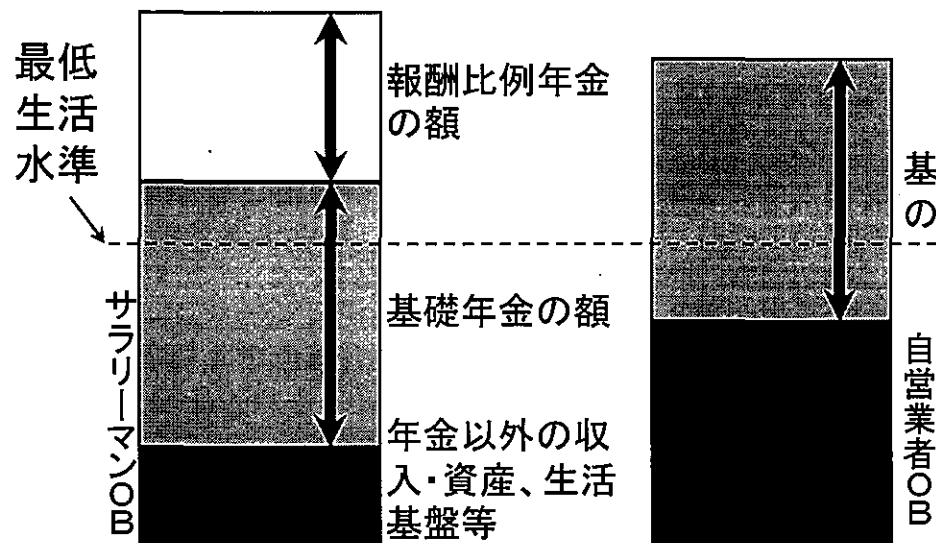 最低
生活
水準
報酬比例年金
の額
基礎年金の額
年金以外の収
入・資産、生活
基盤等
サラリーマンOB
基
の
自営業者OB